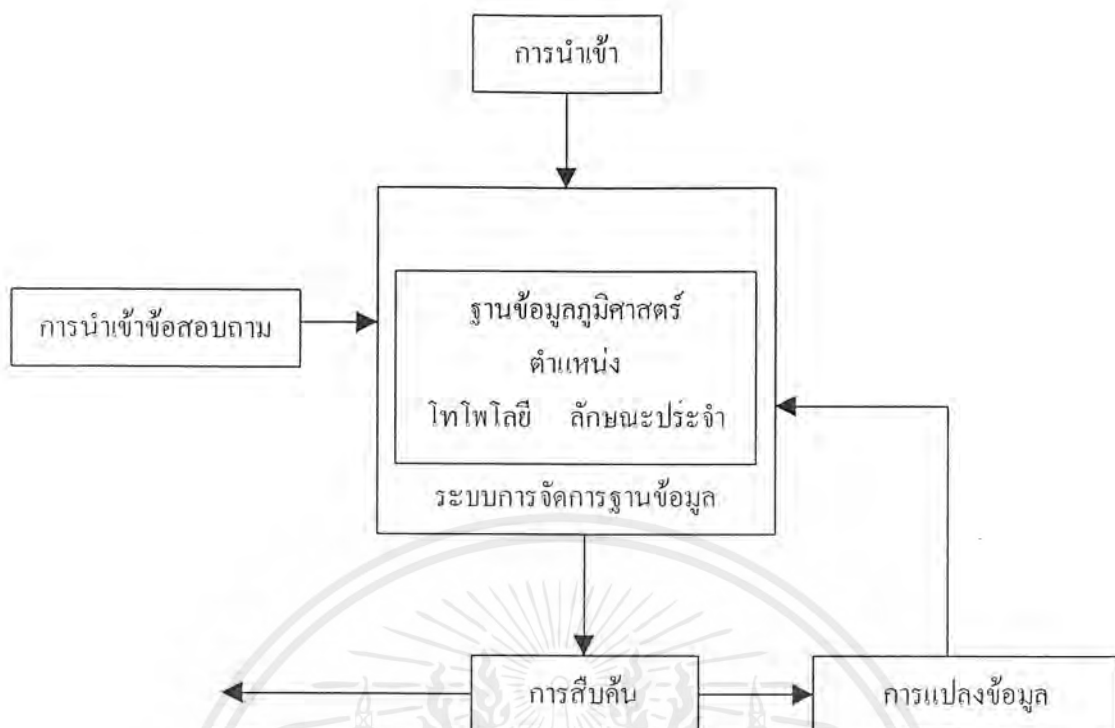 การนำเข้า
การนำเข้าข้อสอบถาม
ฐานข้อมูลภูมิศาสตร์
ตำแหน่ง
โทโพโลยี ลักษณะประจำ
ระบบการจัดการฐานข้อมูล
การสืบค้น
การแปลงข้อมูล